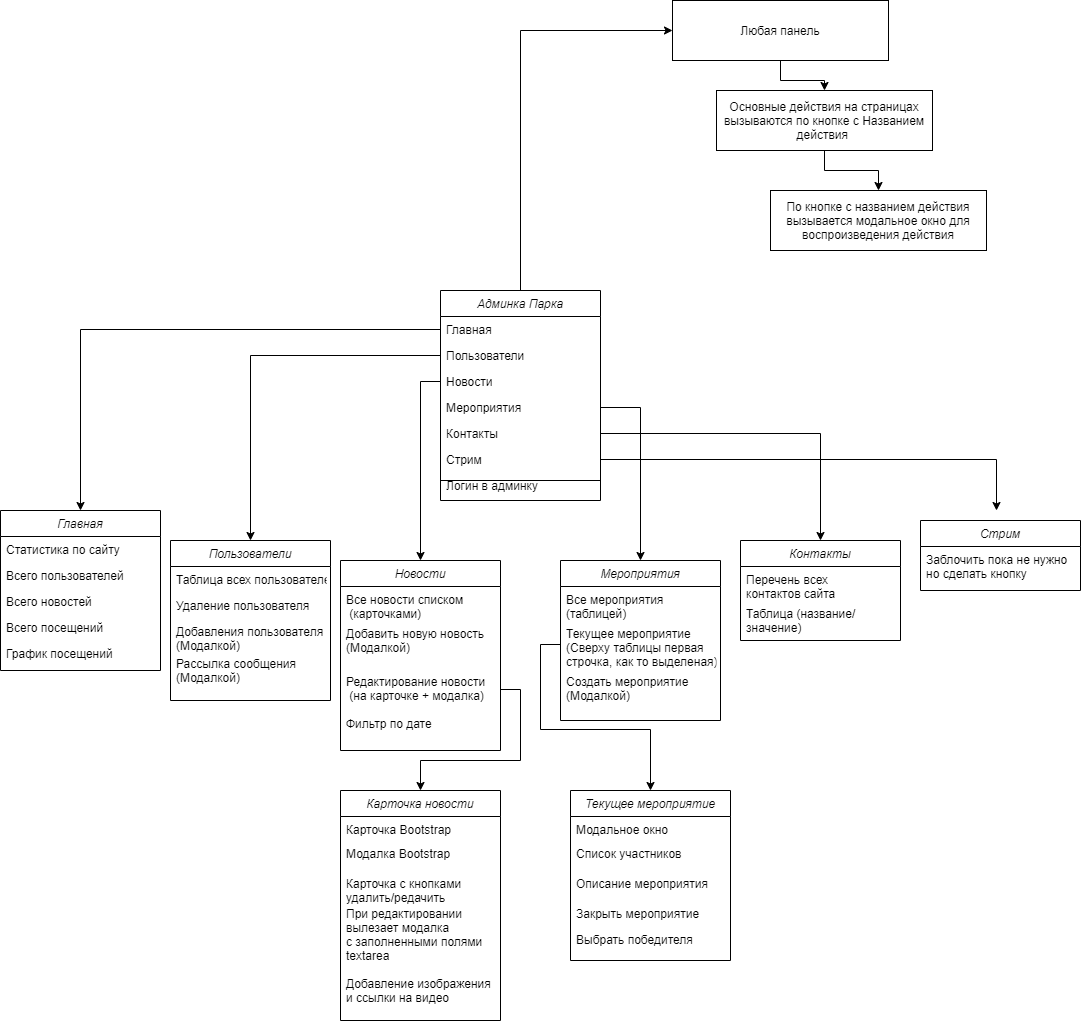 Любая панель
Основные действия на страницах
вызываются по кнопке с Названием
действия
По кнопке с названием действия
вызывается модальное окно для
воспроизведения действия
Админка Парка
Главная
Пользователи
Новости
Мероприятия
Контакты
Стрим
Логин в админку
Главная
Статистика по сайту
Всего пользователей
Всего новостей
Всего посещений
График посещений
Пользователи
Таблица всех пользователе
Удаление пользователя
Добавления пользователя
(Модалкой)
Рассылка сообщения
(Модалкой)
Новости
Все новости списком
(карточками)
Добавить новую новость
(Модалкой)
Редактирование новости
(на карточке + модалка)
Фильтр по дате
Мероприятия
Все мероприятия
(таблицей)
Текущее мероприятие
(Сверху таблицы первая
строчка, как то выделеная)
Создать мероприятие
(Модалкой)
Контакты
Перечень всех
контактов сайта
Таблица (название/
значение)
Стрим
Заблочить пока не нужно
но сделать кнопку
Карточка новости
Карточка Bootstrap
Модалка Bootstrap
Карточка с кнопками
удалить/редачить
При редактировании
вылезает модалка
с заполненными полями
textarea
Добавление изображения
и ссылки на видео
Текущее мероприятие
Модальное окно
Список участников
Описание мероприятия
Закрыть мероприятие
Выбрать победителя